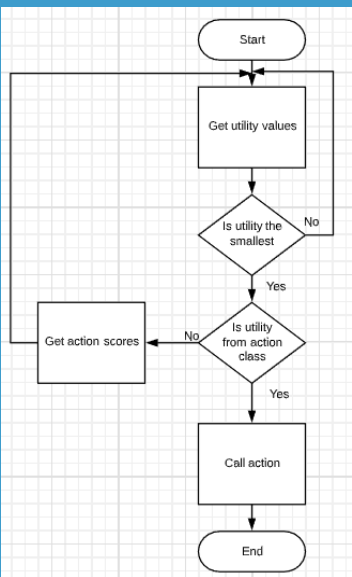 Start
Get utility values
Is utility the
smallest
No
Yes
Is utility
from action
class
No
Get action scores
Yes
Call action
End